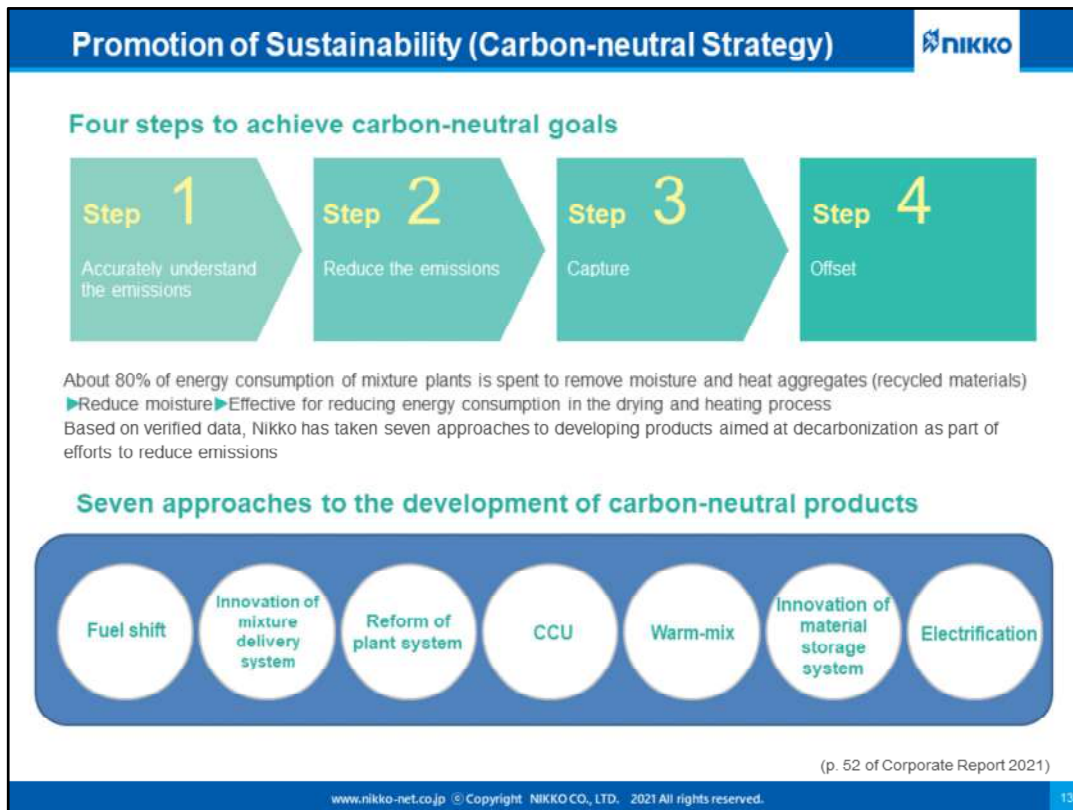 Promotion of Sustainability (Carbon-neutral Strategy)
NIKKO
Four steps to achieve carbon-neutral goals
Step 1
Accurately understand
the emissions
Step 2
Reduce the emissions
Step 3
Capture
Step 4
Offset
About 80% of energy consumption of mixture plants is spent to remove moisture and heat aggregates (recycled materials)
▶Reduce moisture▶Effective for reducing energy consumption in the drying and heating process
Based on verified data, Nikko has taken seven approaches to developing products aimed at decarbonization as part of
efforts to reduce emissions
Seven approaches to the development of carbon-neutral products
Fuel shift
Innovation of
mixture
delivery
system
Reform of
plant system
CCU
Warm-mix
Innovation of
material
storage
system
Electrification
(p. 52 of Corporate Report 2021)
www.nikko-net.co.jp ⓒ Copyright NIKKO CO., LTD. 2021 All rights reserved.
13